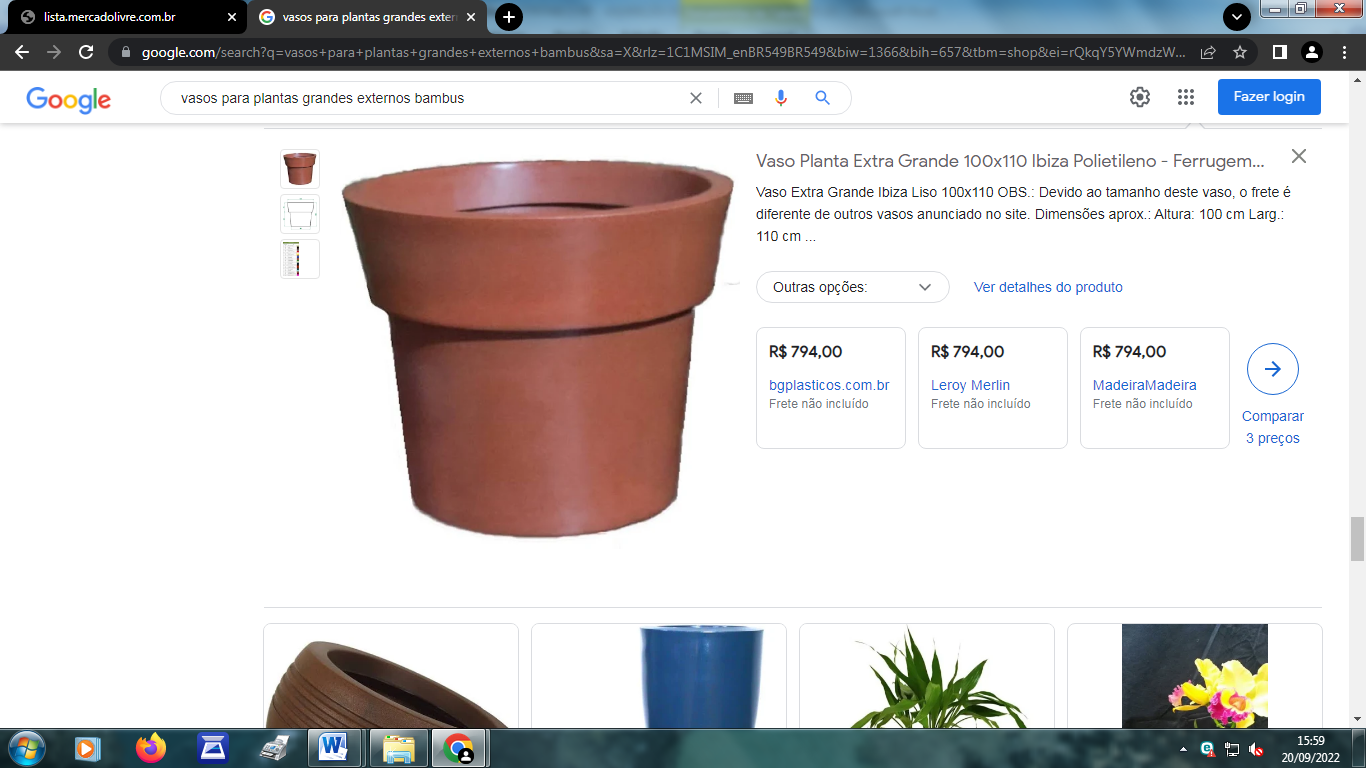 lista.mercadolivre.com.br
vasos para plantas grandes extern
google.com/search?q=vasos+para+plantas+grandes+externos+bambus&sa=X&rlz=1C1MSIM_enBR549BR549&biw=1366&bih=657&tbm=shop&ei=rQkqY5YWmdzW...
Google
vasos para plantas grandes externos bambus
Fazer login
Vaso Planta Extra Grande 100x110 Ibiza Polietileno - Ferrugem...
Vaso Extra Grande Ibiza Liso 100x110 OBS.: Devido ao tamanho deste vaso, o frete é
diferente de outros vasos anunciado no site. Dimensões aprox.: Altura: 100 cm Larg.:
110 cm ...
Outras opções:
Ver detalhes do produto
R$ 794,00
bgplasticos.com.br
Frete não incluído
R$ 794,00
Leroy Merlin
Frete não incluído
R$ 794,00
MadeiraMadeira
Frete não incluído
Comparar
3 preços
15:59
20/09/2022